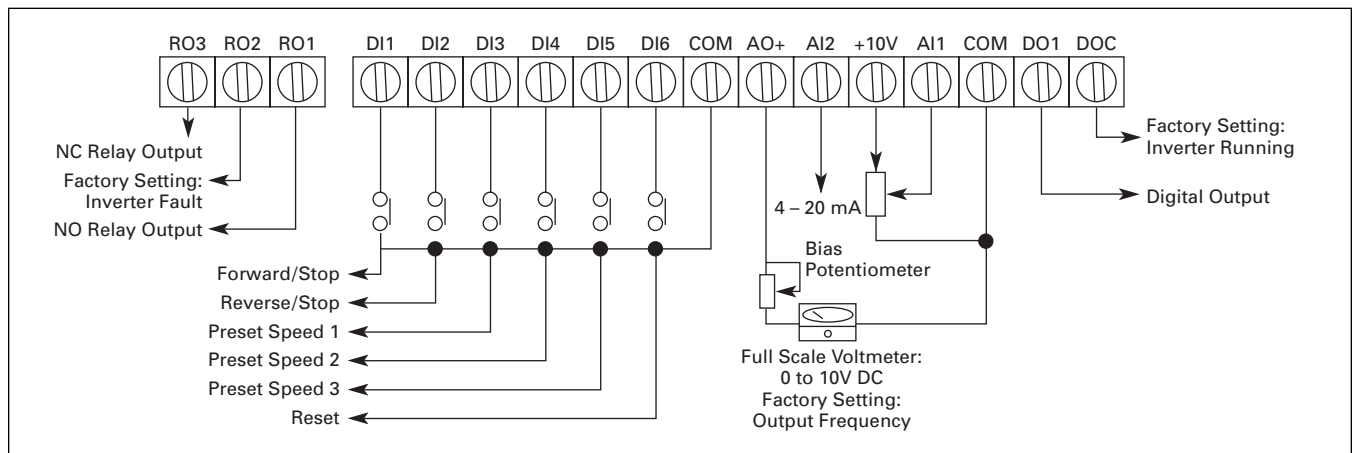 RO3 RO2 RO1 DI1 DI2 DI3 DI4 DI5 DI6 COM AO+ AI2 +10V AI1 COM DO1 DOC
NC Relay Output
Factory Setting:
Inverter Fault
NO Relay Output
Forward/Stop
Reverse/Stop
Preset Speed 1
Preset Speed 2
Preset Speed 3
Reset
4 – 20 mA
Bias
Potentiometer
Full Scale Voltmeter:
0 to 10V DC
Factory Setting:
Output Frequency
Factory Setting:
Inverter Running
Digital Output